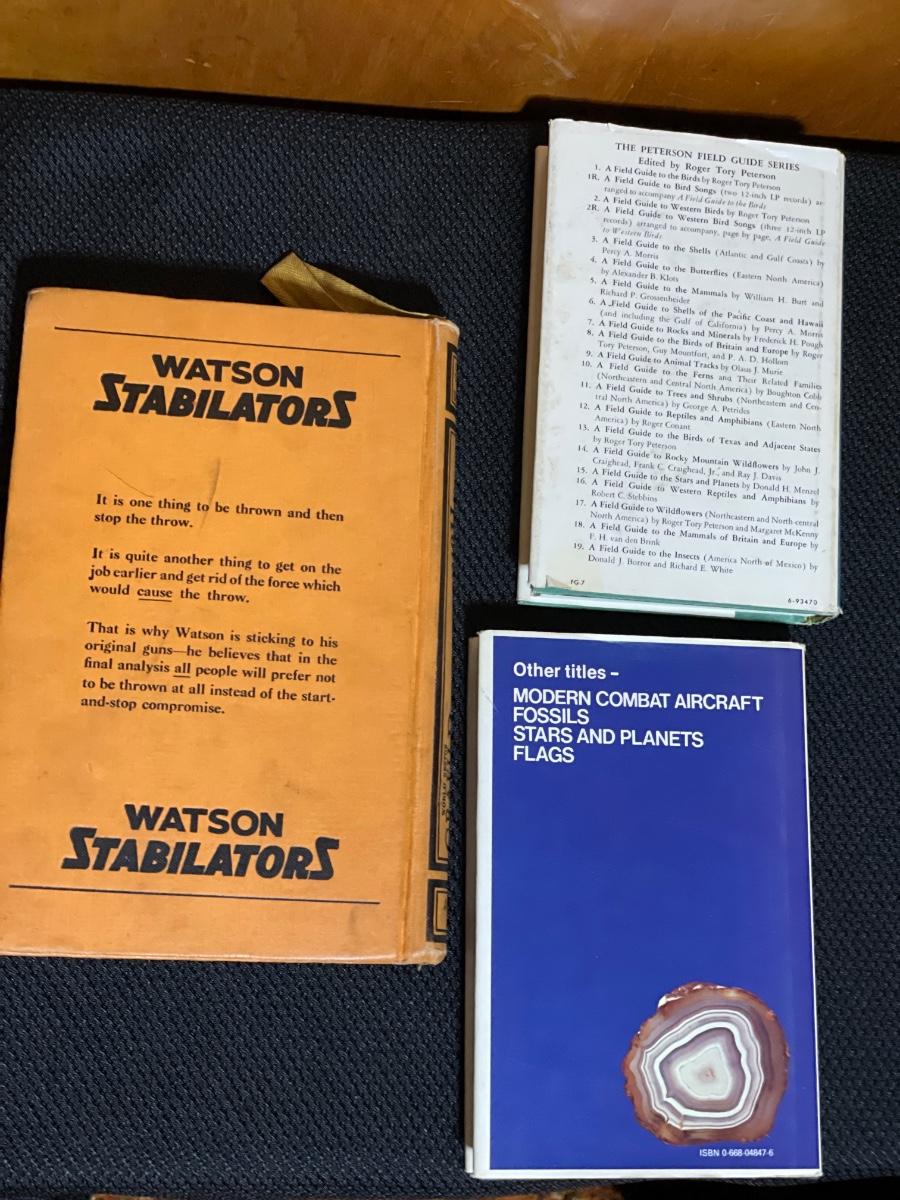 WATSON
STABILATORS
It is one thing to be thrown and then
stop the throw.
It is quite another thing to get on the
job earlier and get rid of the force which
would cause the throw.
That is why Watson is sticking to his
original guns—he believes that in the
final analysis all people will prefer not
to be thrown at all instead of the start-
and-stop compromise.
WATSON
STABILATORS
THE PETERSON FIELD GUIDE SERIES
Edited by Roger Tory Peterson
1. A Field Guide to the Birds by Roger Tory Peterson
1R. A Field Guide to Bird Songs (two 12-inch LP records) ar-
ranged to accompany A Field Guide to the Birds
2. A Field Guide to Western Birds by Roger Tory Peterson
2R. A Field Guide to Western Bird Songs (three 12-inch LP
records) arranged to accompany, page by page, A Field Guide
to Western Birds
3. A Field Guide to the Shells (Atlantic and Gulf Coasts) by
Percy A. Morris
4. A Field Guide to the Butterflies (Eastern North America)
by Alexander B. Klots
5. A Field Guide to the Mammals by William H. Burt and
Richard P. Grossenheider
6. A Field Guide to Shells of the Pacific Coast and Hawaii
(and including the Gulf of California) by Percy A. Morris
7. A Field Guide to Rocks and Minerals by Frederick H. Pough
8. A Field Guide to the Birds of Britain and Europe by Roger
Tory Peterson, Guy Mountfort, and P. A. D. Hollom
9. A Field Guide to Animal Tracks by Olaus J. Murie
10. A Field Guide to the Ferns and Their Related Families
(Northeastern and Central North America) by Boughton Cobb
11. A Field Guide to Trees and Shrubs (Northeastern and Cen-
tral North America) by George A. Petrides
12. A Field Guide to Reptiles and Amphibians (Eastern North
America) by Roger Conant
13. A Field Guide to the Birds of Texas and Adjacent States
by Roger Tory Peterson
14. A Field Guide to Rocky Mountain Wildflowers by John J.
Craighead, Frank C. Craighead, Jr., and Ray J. Davis
15. A Field Guide to the Stars and Planets by Donald H. Menzel
16. A Field Guide to Western Reptiles and Amphibians by
Robert C. Stebbins
17. A Field Guide to Wildflowers (Northeastern and North-central
North America) by Roger Tory Peterson and Margaret McKenny
18. A Field Guide to the Mammals of Britain and Europe by
F. H. van den Brink
19. A Field Guide to the Insects (America North of Mexico) by
Donald J. Borror and Richard E. White
FG-7
6-93470
Other titles –
MODERN COMBAT AIRCRAFT
FOSSILS
STARS AND PLANETS
FLAGS
ISBN 0-668-04847-6